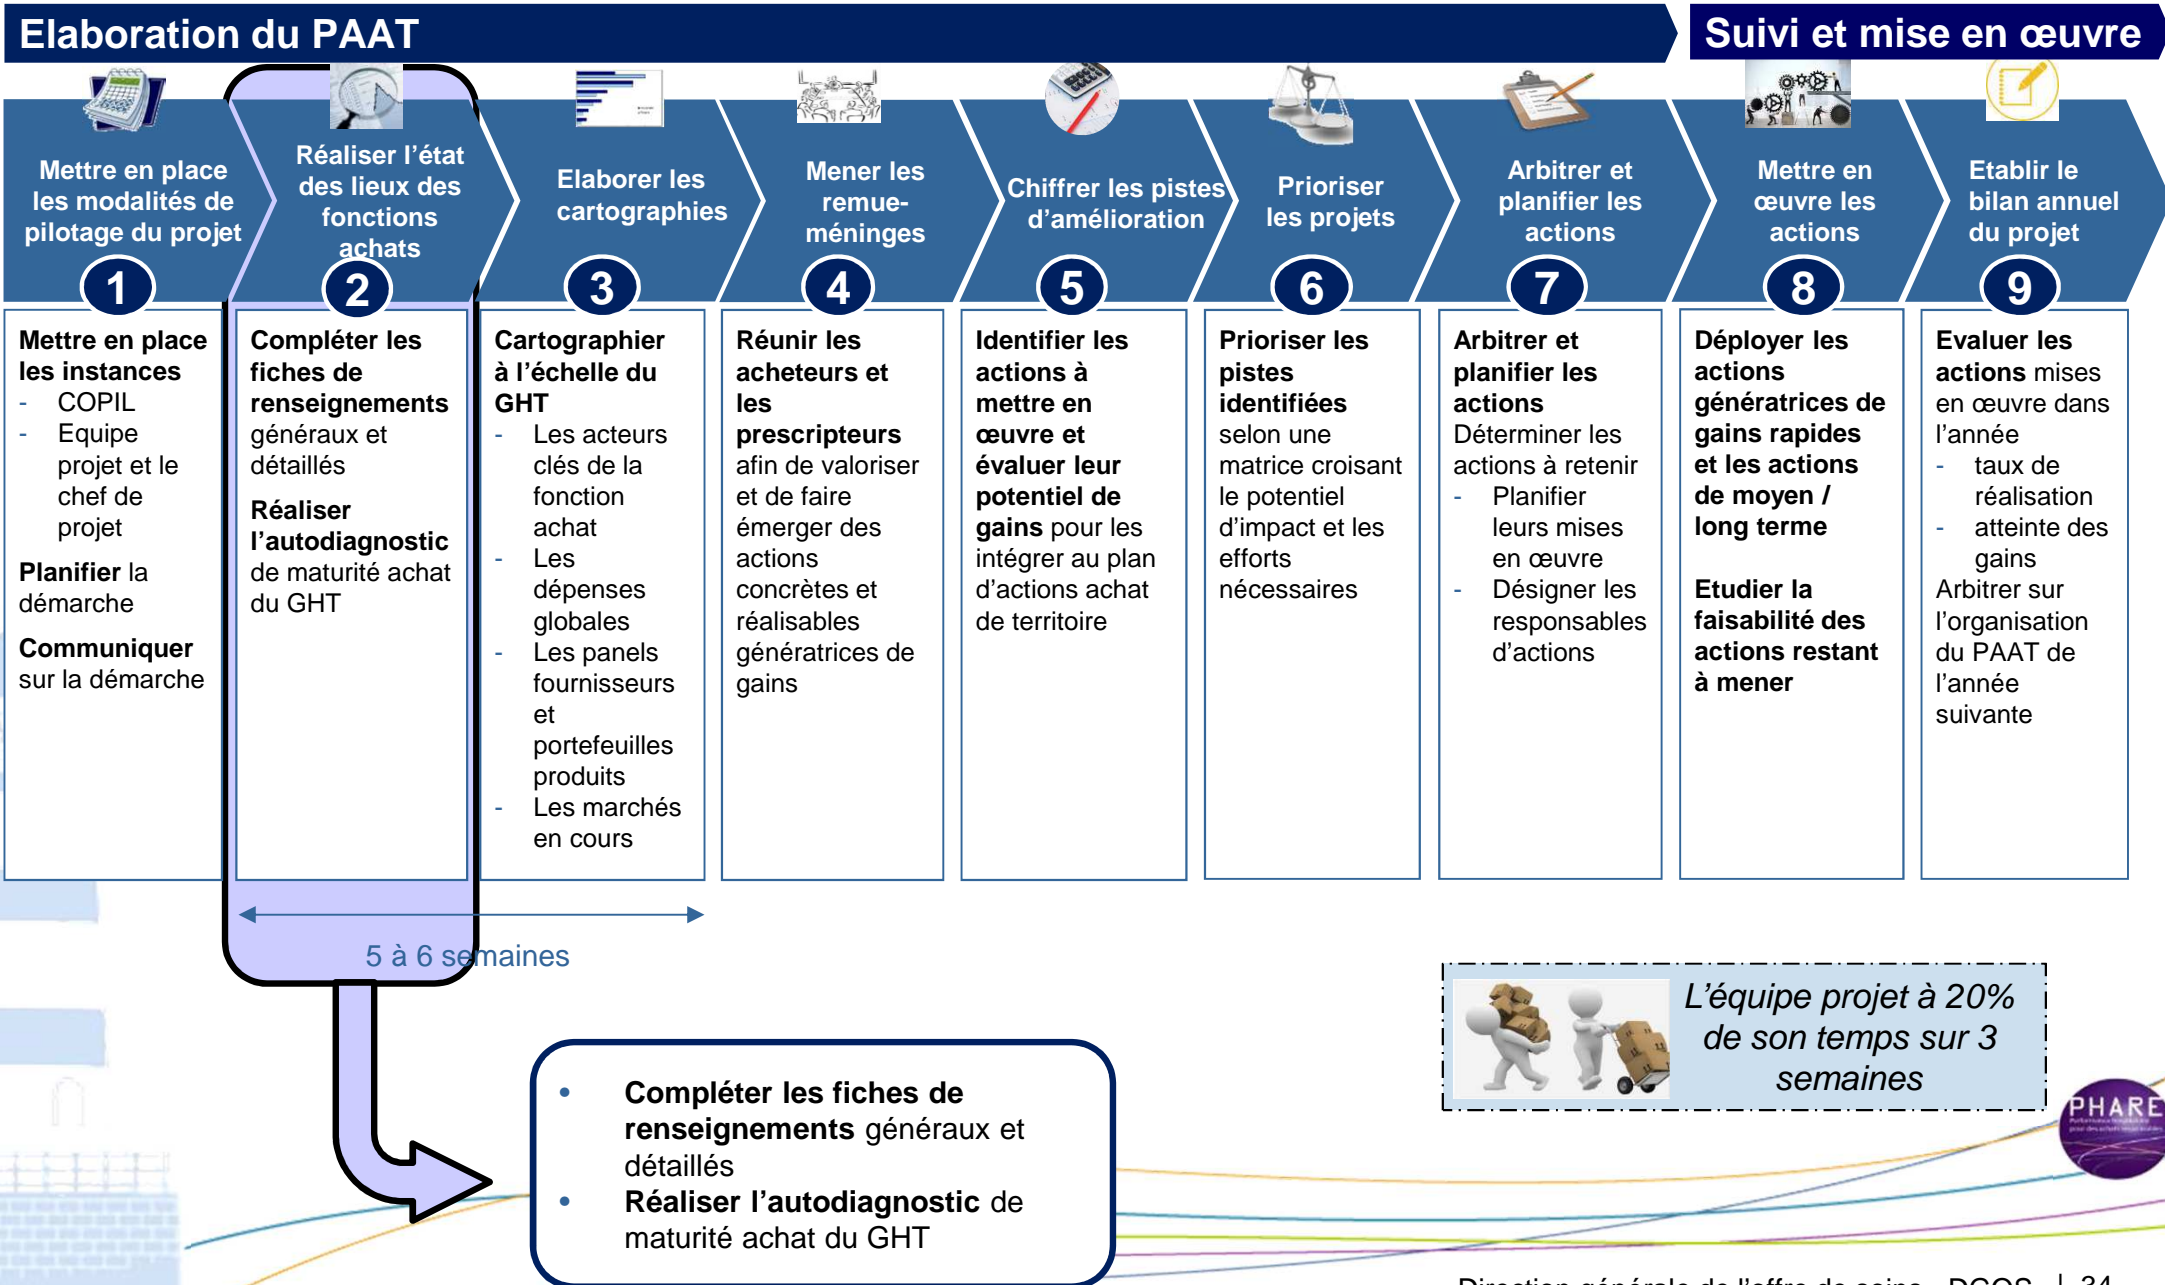 Elaboration du PAAT
Suivi et mise en œuvre
Mettre en place
les modalités de
pilotage du projet
1
Réaliser l’état
des lieux des
fonctions
achats
2
Elaborer les
cartographies
3
Mener les
remue-
méninges
4
Chiffrer les pistes
d’amélioration
5
Prioriser
les projets
6
Arbitrer et
planifier les
actions
7
Mettre en
œuvre les
actions
8
Etablir le
bilan annuel
du projet
9
Mettre en place
les instances
- COPIL
- Equipe
projet et le
chef de
projet
Planifier la
démarche
Communiquer
sur la démarche
Compléter les
fiches de
renseignements
généraux et
détaillés
Réaliser
l’autodiagnostic
de maturité achat
du GHT
Cartographier
à l’échelle du
GHT
- Les acteurs
clés de la
fonction
achat
- Les
dépenses
globales
- Les panels
fournisseurs
et
portefeuilles
produits
- Les marchés
en cours
Réunir les
acheteurs et
les
prescripteurs
afin de valoriser
et de faire
émerger des
actions
concrètes et
réalisables
génératrices de
gains
Identifier les
actions à
mettre en
œuvre et
évaluer leur
potentiel de
gains pour les
intégrer au plan
d’actions achat
de territoire
Prioriser les
pistes
identifiées
selon une
matrice croisant
le potentiel
d’impact et les
efforts
nécessaires
Arbitrer et
planifier les
actions
Déterminer les
actions à retenir
- Planifier
leurs mises
en œuvre
- Désigner les
responsables
d’actions
Déployer les
actions
génératrices de
gains rapides
et les actions
de moyen /
long terme
Etudier la
faisabilité des
actions restant
à mener
Evaluer les
actions mises
en œuvre dans
l’année
- taux de
réalisation
- atteinte des
gains
Arbitrer sur
l’organisation
du PAAT de
l’année
suivante
5 à 6 semaines
L’équipe projet à 20%
de son temps sur 3
semaines
• Compléter les fiches de
renseignements généraux et
détaillés
• Réaliser l’autodiagnostic de
maturité achat du GHT
PHARE
Direction générale de l’offre de soins - DGOS | 34